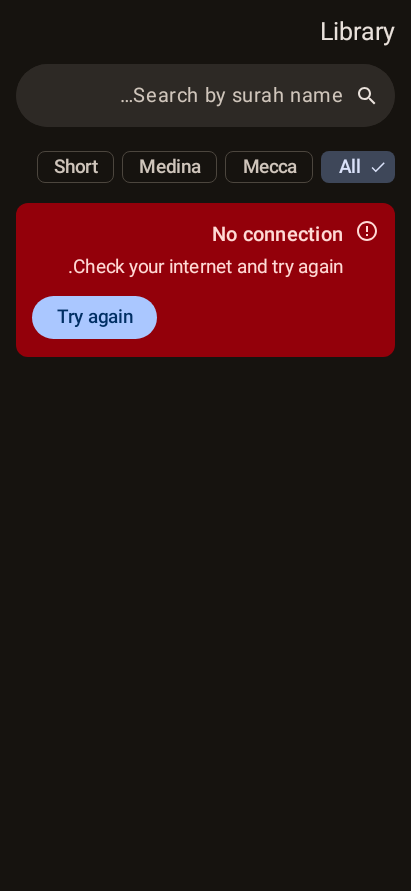 Library
Search by surah name…
All
Mecca
Medina
Short
No connection
Check your internet and try again.
Try again